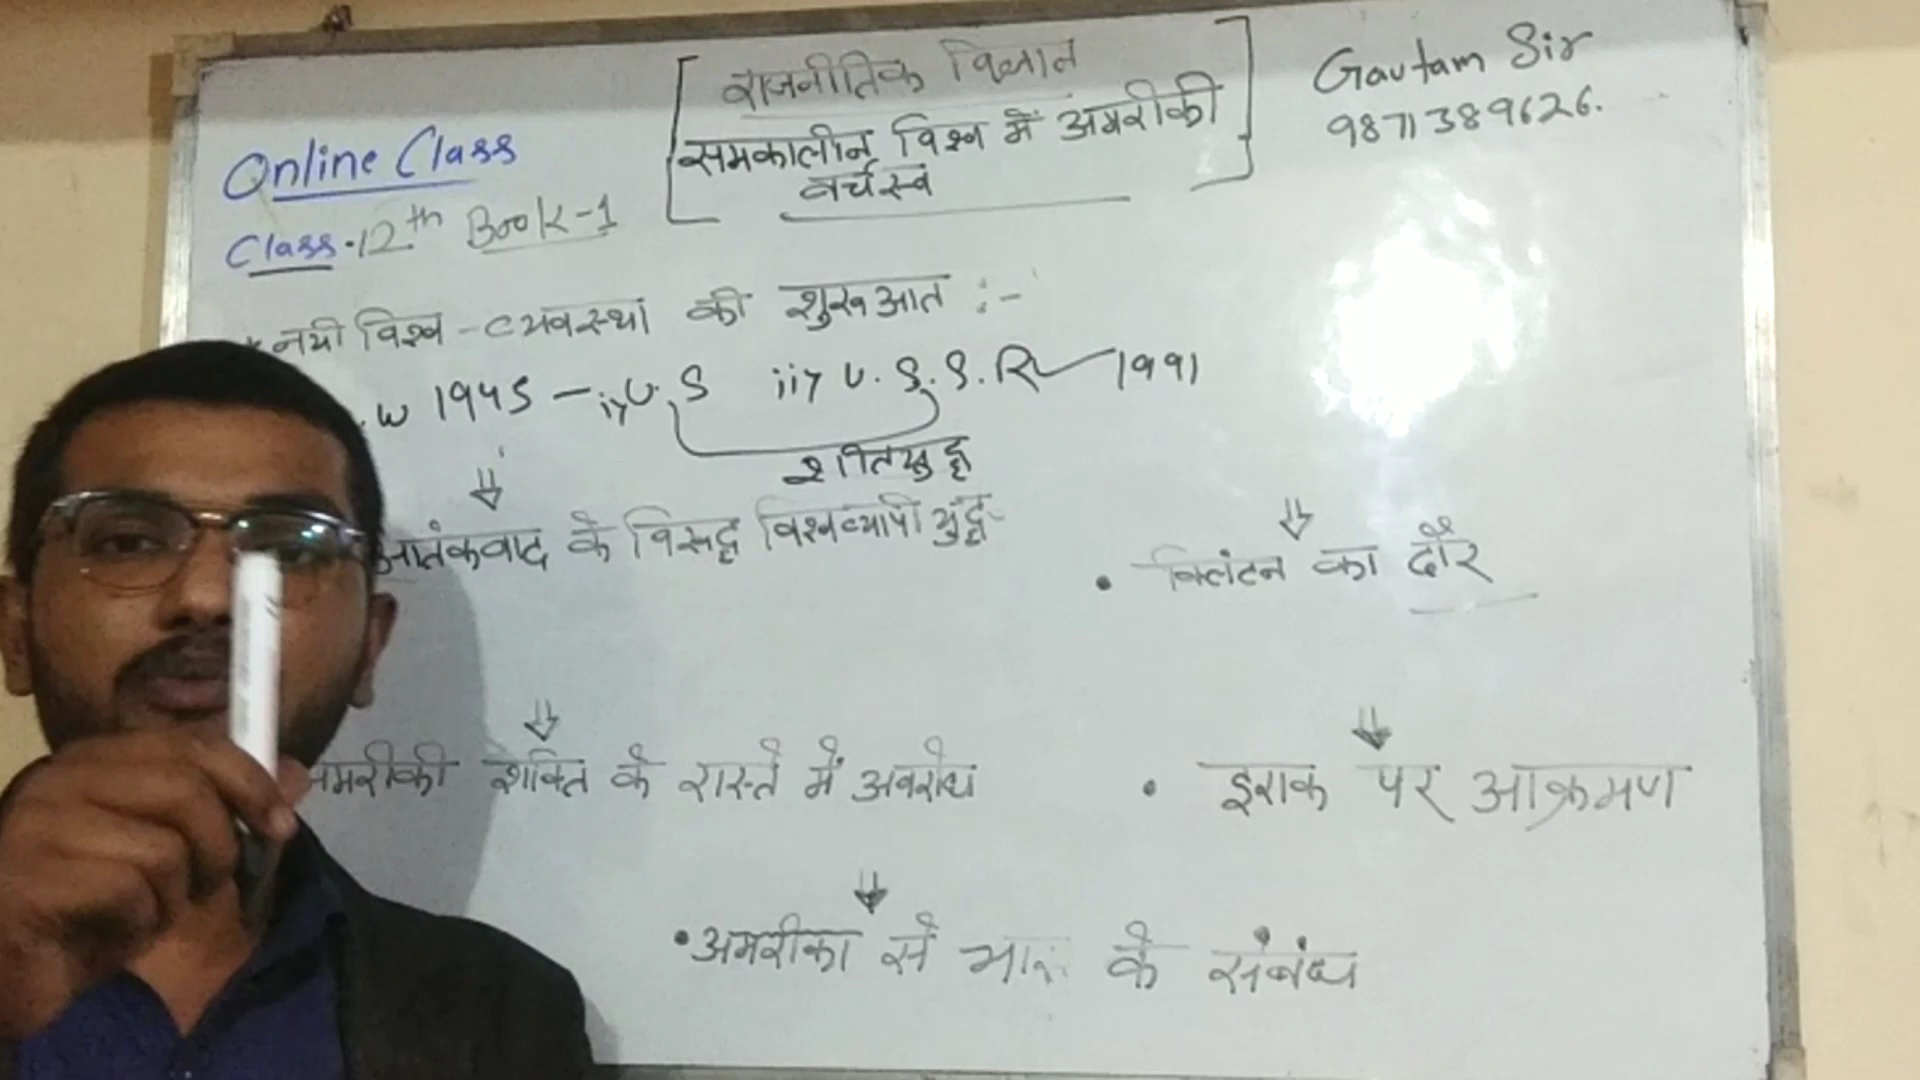 राजनीतिक विज्ञान
Gautam Sir
समकालीन विश्व में अमरीकी
वर्चस्व
9871389626.
Online Class
Class-12th Book-1
नयी विश्व-व्यवस्था की शुरूआत :-
.W 1945 - i> U.S ii> U.S.S.R 1991
शीतयुद्ध
आतंकवाद के विरुद्ध विश्वव्यापी युद्ध
• क्लिंटन का दौर
अमरीकी शक्ति के रास्ते में अवरोध
• इराक पर आक्रमण
• अमरीका से के संबंध